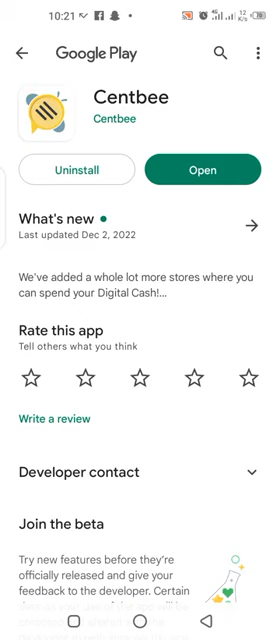 10:21
4G
12 K/s
Google Play
Centbee
Centbee
Uninstall
Open
What's new
Last updated Dec 2, 2022
We've added a whole lot more stores where you
can spend your Digital Cash!...
Rate this app
Tell others what you think
Write a review
Developer contact
Join the beta
Try new features before they're
officially released and give your
feedback to the developer. Certain